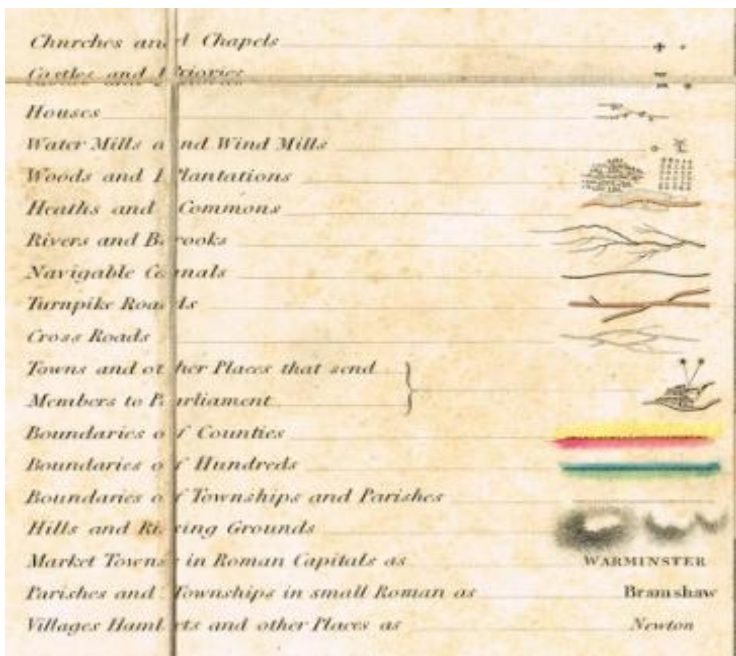 Churches and Chapels
Castles and Priories
Houses
Water Mills and Wind Mills
Woods and Plantations
Heaths and Commons
Rivers and Brooks
Navigable Canals
Turnpike Roads
Cross Roads
Towns and other Places that send
Members to Parliament
Boundaries of Counties
Boundaries of Hundreds
Boundaries of Townships and Parishes
Hills and Rising Grounds
Market Towns in Roman Capitals as WARMINSTER
Parishes and Townships in small Roman as Bramshaw
Villages Hamlets and other Places as Newton